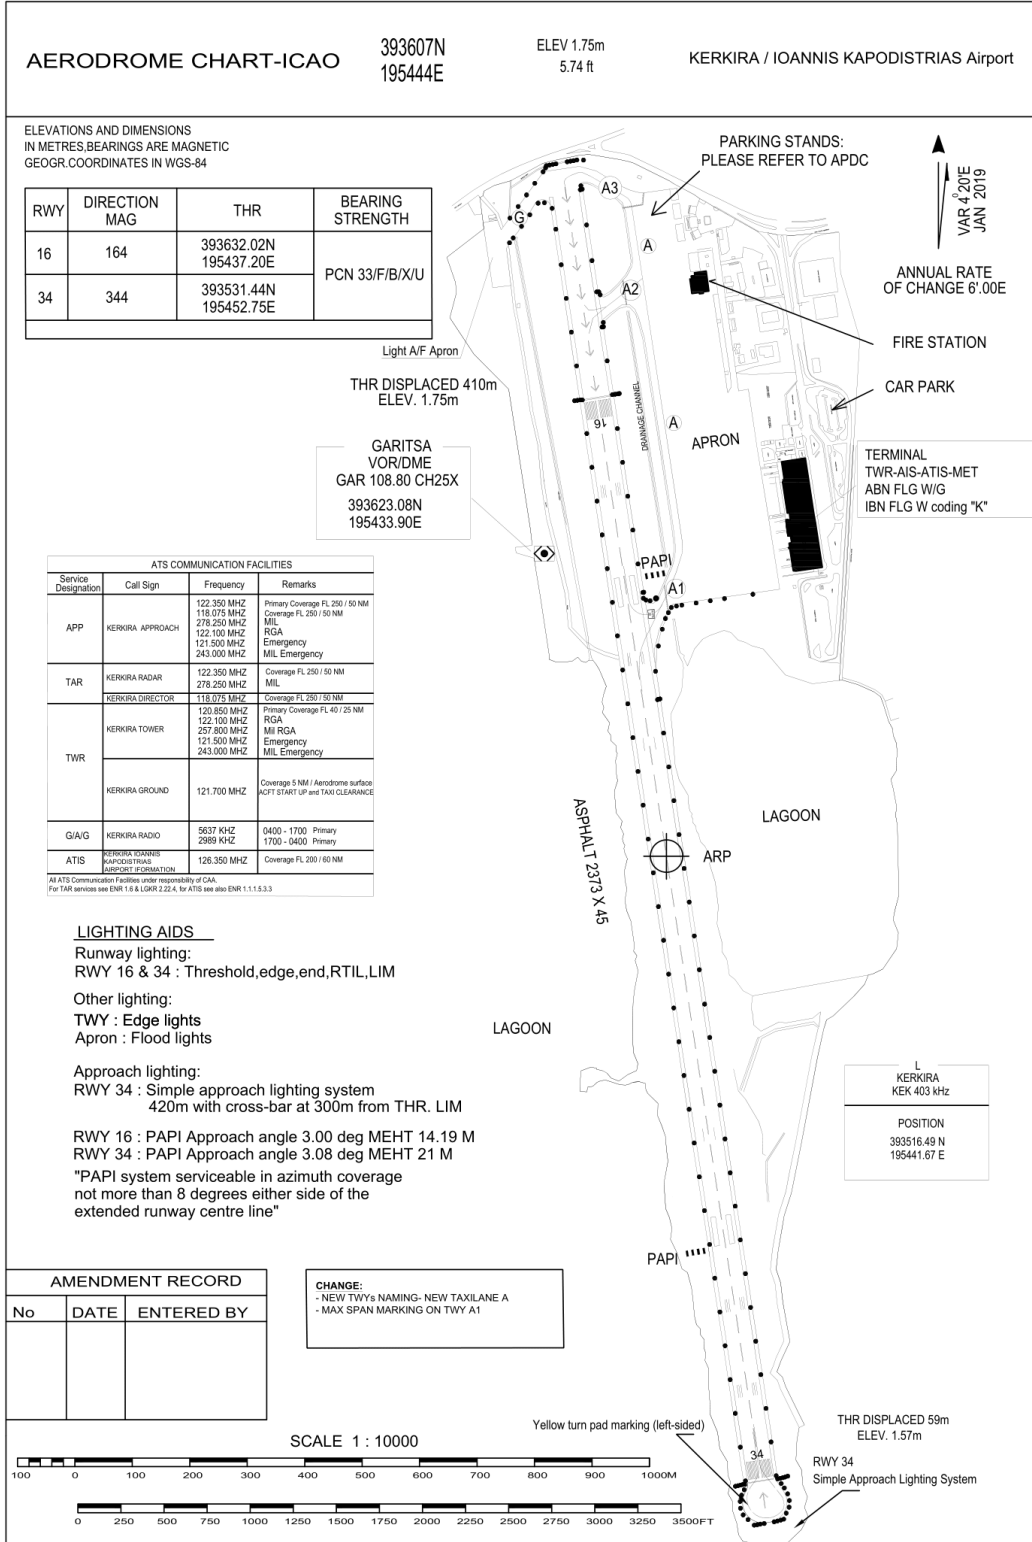 AERODROME CHART-ICAO
393607N
195444E
ELEV 1.75m
5.74 ft
KERKIRA / IOANNIS KAPODISTRIAS Airport
ELEVATIONS AND DIMENSIONS
IN METRES,BEARINGS ARE MAGNETIC
GEOGR.COORDINATES IN WGS-84
RWY
DIRECTION
MAG
THR
BEARING
STRENGTH
16
164
393632.02N
195437.20E
PCN 33/F/B/X/U
34
344
393531.44N
195452.75E
PARKING STANDS:
PLEASE REFER TO APDC
VAR 4°20'E
JAN 2019
ANNUAL RATE
OF CHANGE 6'.00E
A3
G
A
A2
FIRE STATION
Light A/F Apron
THR DISPLACED 410m
ELEV. 1.75m
CAR PARK
16
DRAINAGE CHANNEL
A
APRON
GARITSA
VOR/DME
GAR 108.80 CH25X
393623.08N
195433.90E
TERMINAL
TWR-AIS-ATIS-MET
ABN FLG W/G
IBN FLG W coding "K"
PAPI
A1
ATS COMMUNICATION FACILITIES
Service
Designation
Call Sign
Frequency
Remarks
APP
KERKIRA APPROACH
122.350 MHZ Primary Coverage FL 250 / 50 NM
118.075 MHZ Coverage FL 250 / 50 NM
278.250 MHZ MIL
122.100 MHZ RGA
121.500 MHZ Emergency
243.000 MHZ MIL Emergency
TAR
KERKIRA RADAR
122.350 MHZ Coverage FL 250 / 50 NM
278.250 MHZ MIL
KERKIRA DIRECTOR 118.075 MHZ Coverage FL 250 / 50 NM
TWR
KERKIRA TOWER
120.850 MHZ Primary Coverage FL 40 / 25 NM
122.100 MHZ RGA
257.800 MHZ Mil RGA
121.500 MHZ Emergency
243.000 MHZ MIL Emergency
KERKIRA GROUND
121.700 MHZ
Coverage 5 NM / Aerodrome surface
ACFT START UP and TAXI CLEARANCE
G/A/G
KERKIRA RADIO
5637 KHZ 0400 - 1700 Primary
2989 KHZ 1700 - 0400 Primary
ATIS
KERKIRA IOANNIS
KAPODISTRIAS
AIRPORT IFORMATION
126.350 MHZ
Coverage FL 200 / 60 NM
All ATS Communication Facilities under responsibility of CAA.
For TAR services see ENR 1.6 & LGKR 2.22.4, for ATIS see also ENR 1.1.1.5.3.3
ASPHALT 2373 X 45
LAGOON
ARP
LIGHTING AIDS
Runway lighting:
RWY 16 & 34 : Threshold,edge,end,RTIL,LIM
Other lighting:
TWY : Edge lights
Apron : Flood lights
Approach lighting:
RWY 34 : Simple approach lighting system
420m with cross-bar at 300m from THR. LIM
RWY 16 : PAPI Approach angle 3.00 deg MEHT 14.19 M
RWY 34 : PAPI Approach angle 3.08 deg MEHT 21 M
"PAPI system serviceable in azimuth coverage
not more than 8 degrees either side of the
extended runway centre line"
LAGOON
L
KERKIRA
KEK 403 kHz
POSITION
393516.49 N
195441.67 E
PAPI
AMENDMENT RECORD
No DATE ENTERED BY
CHANGE:
- NEW TWYs NAMING- NEW TAXILANE A
- MAX SPAN MARKING ON TWY A1
Yellow turn pad marking (left-sided)
THR DISPLACED 59m
ELEV. 1.57m
34
RWY 34
Simple Approach Lighting System
SCALE 1 : 10000
100 0 100 200 300 400 500 600 700 800 900 1000M
0 250 500 750 1000 1250 1500 1750 2000 2250 2500 2750 3000 3250 3500FT